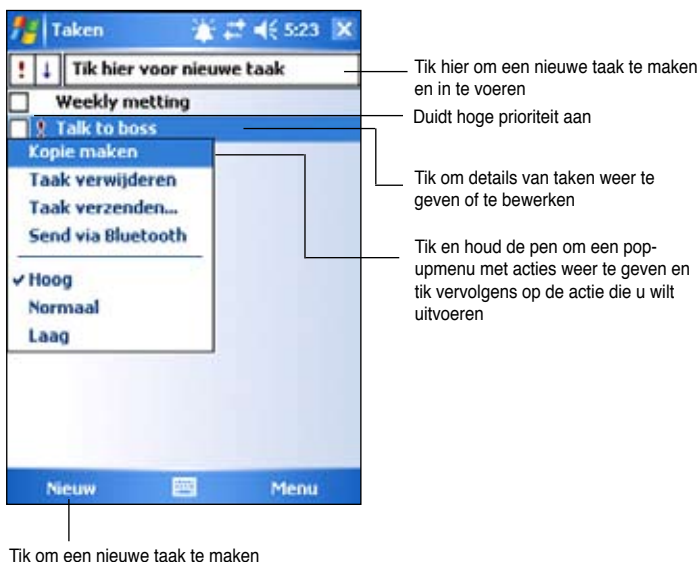 Taken 5:23
! ↓ Tik hier voor nieuwe taak
Weekly metting
! Talk to boss
Kopie maken
Taak verwijderen
Taak verzenden...
Send via Bluetooth
✓ Hoog
Normaal
Laag
Nieuw Menu
Tik hier om een nieuwe taak te maken
en in te voeren
Duidt hoge prioriteit aan
Tik om details van taken weer te
geven of te bewerken
Tik en houd de pen om een pop-
upmenu met acties weer te geven en
tik vervolgens op de actie die u wilt
uitvoeren
Tik om een nieuwe taak te maken